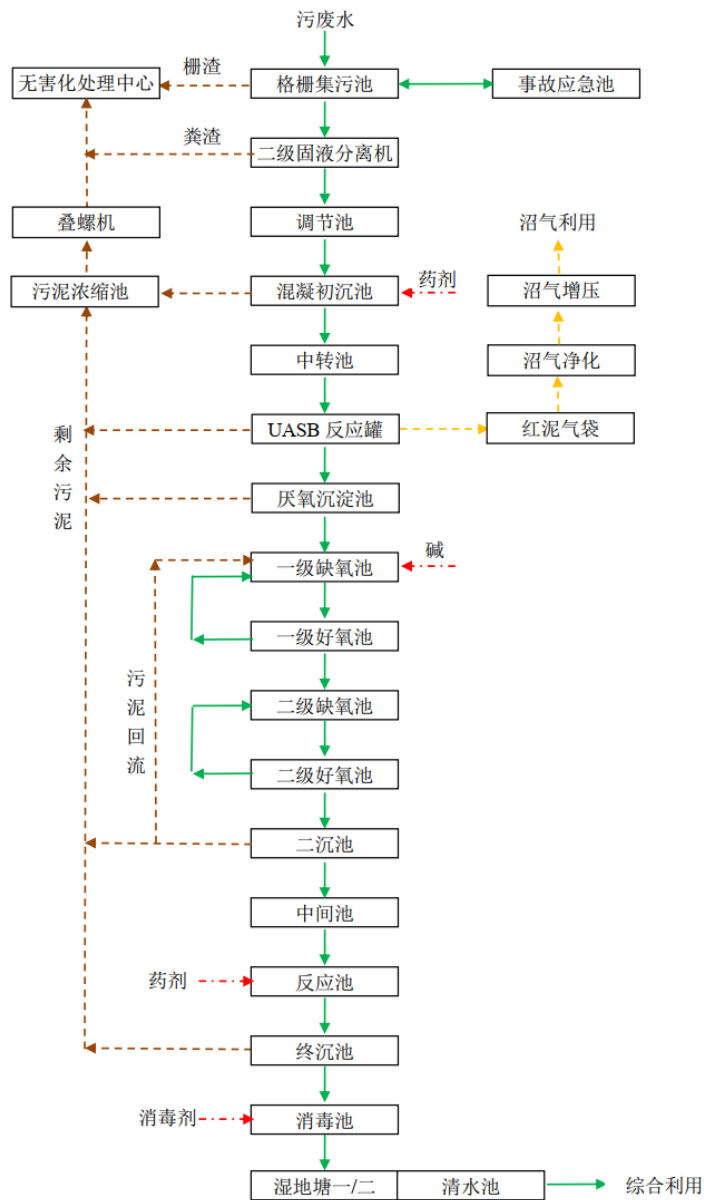 污废水
栅渣
无害化处理中心
格栅集污池
事故应急池
粪渣
二级固液分离机
叠螺机
调节池
沼气利用
污泥浓缩池
混凝初沉池
药剂
沼气增压
中转池
沼气净化
剩余污泥
UASB 反应罐
红泥气袋
厌氧沉淀池
一级缺氧池
碱
一级好氧池
污泥回流
二级缺氧池
二级好氧池
二沉池
中间池
药剂
反应池
终沉池
消毒剂
消毒池
湿地塘一/二
清水池
综合利用